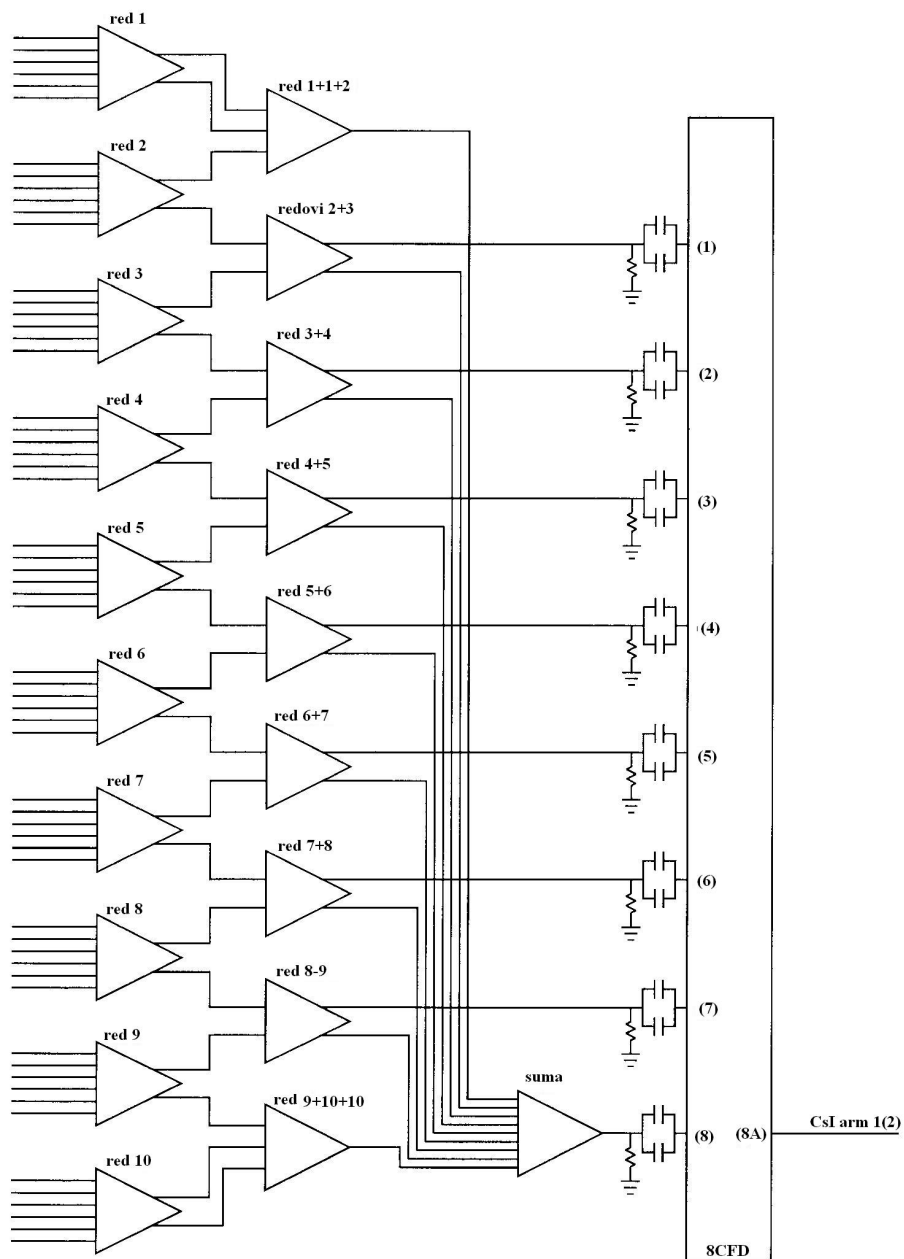 red 1
red 1+1+2
red 2
redovi 2+3
(1)
red 3
red 3+4
(2)
red 4
red 4+5
(3)
red 5
red 5+6
(4)
red 6
red 6+7
(5)
red 7
red 7+8
(6)
red 8
red 8-9
(7)
red 9
suma
red 9+10+10
CsI arm 1(2)
(8) (8A)
red 10
8CFD